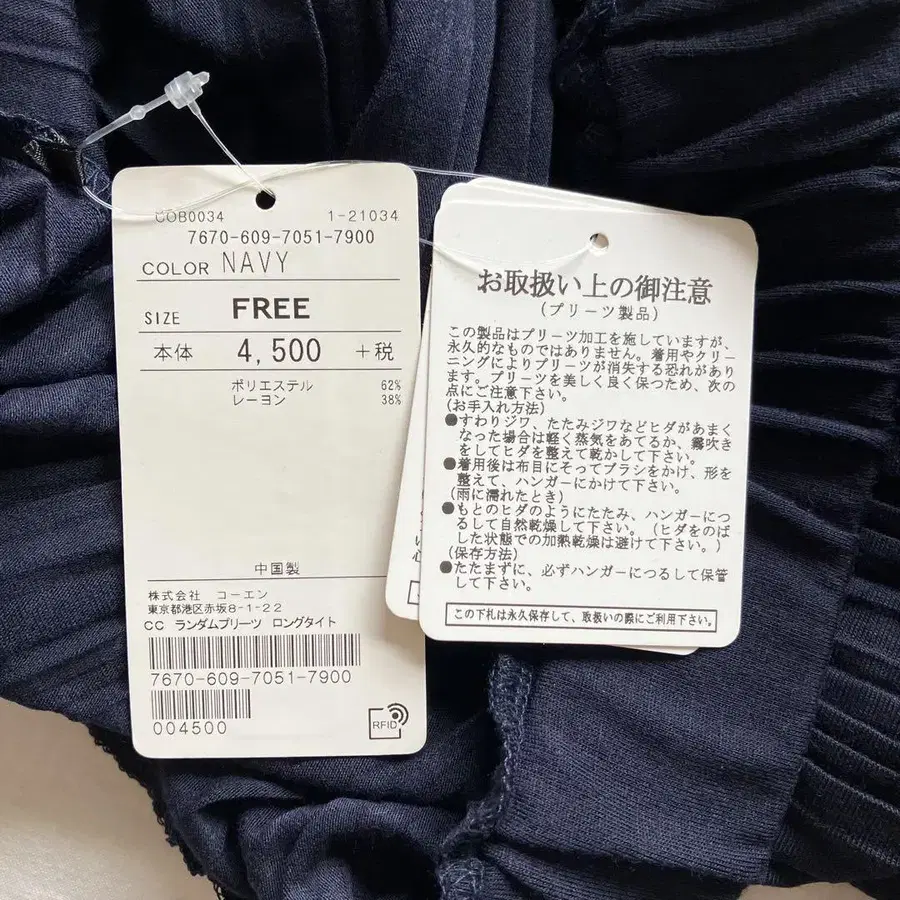 COB0034 1-21034
7670-609-7051-7900
COLOR NAVY
SIZE FREE
本体 4,500 +税
ポリエステル 62%
レーヨン 38%
中国製
株式会社 コーエン
東京都港区赤坂8-1-22
CC ランダムプリーツ ロングタイト
7670-609-7051-7900
004500
RFID
お取扱い上の御注意
(プリーツ製品)
この製品はプリーツ加工を施していますが、
永久的なものではありません。着用やクリー
ニングによりプリーツが消失する恐れがあり
ます。プリーツを美しく良く保つため、次の
点にご注意下さい。
(お手入れ方法)
●すわりジワ、たたみジワなどヒダがあまく
なった場合は軽く蒸気をあてるか、霧吹き
をしてヒダを整えて乾かして下さい。
●着用後は布目にそってブラシをかけ、形を
整えて、ハンガーにかけて下さい。
(雨に濡れたとき)
●もとのヒダのようにたたみ、ハンガーにつ
るして自然乾燥して下さい。(ヒダをのば
した状態での加熱乾燥は避けて下さい。)
(保存方法)
●たたまずに、必ずハンガーにつるして保管
して下さい。
この下札は永久保存して、取扱いの際にご利用下さい。